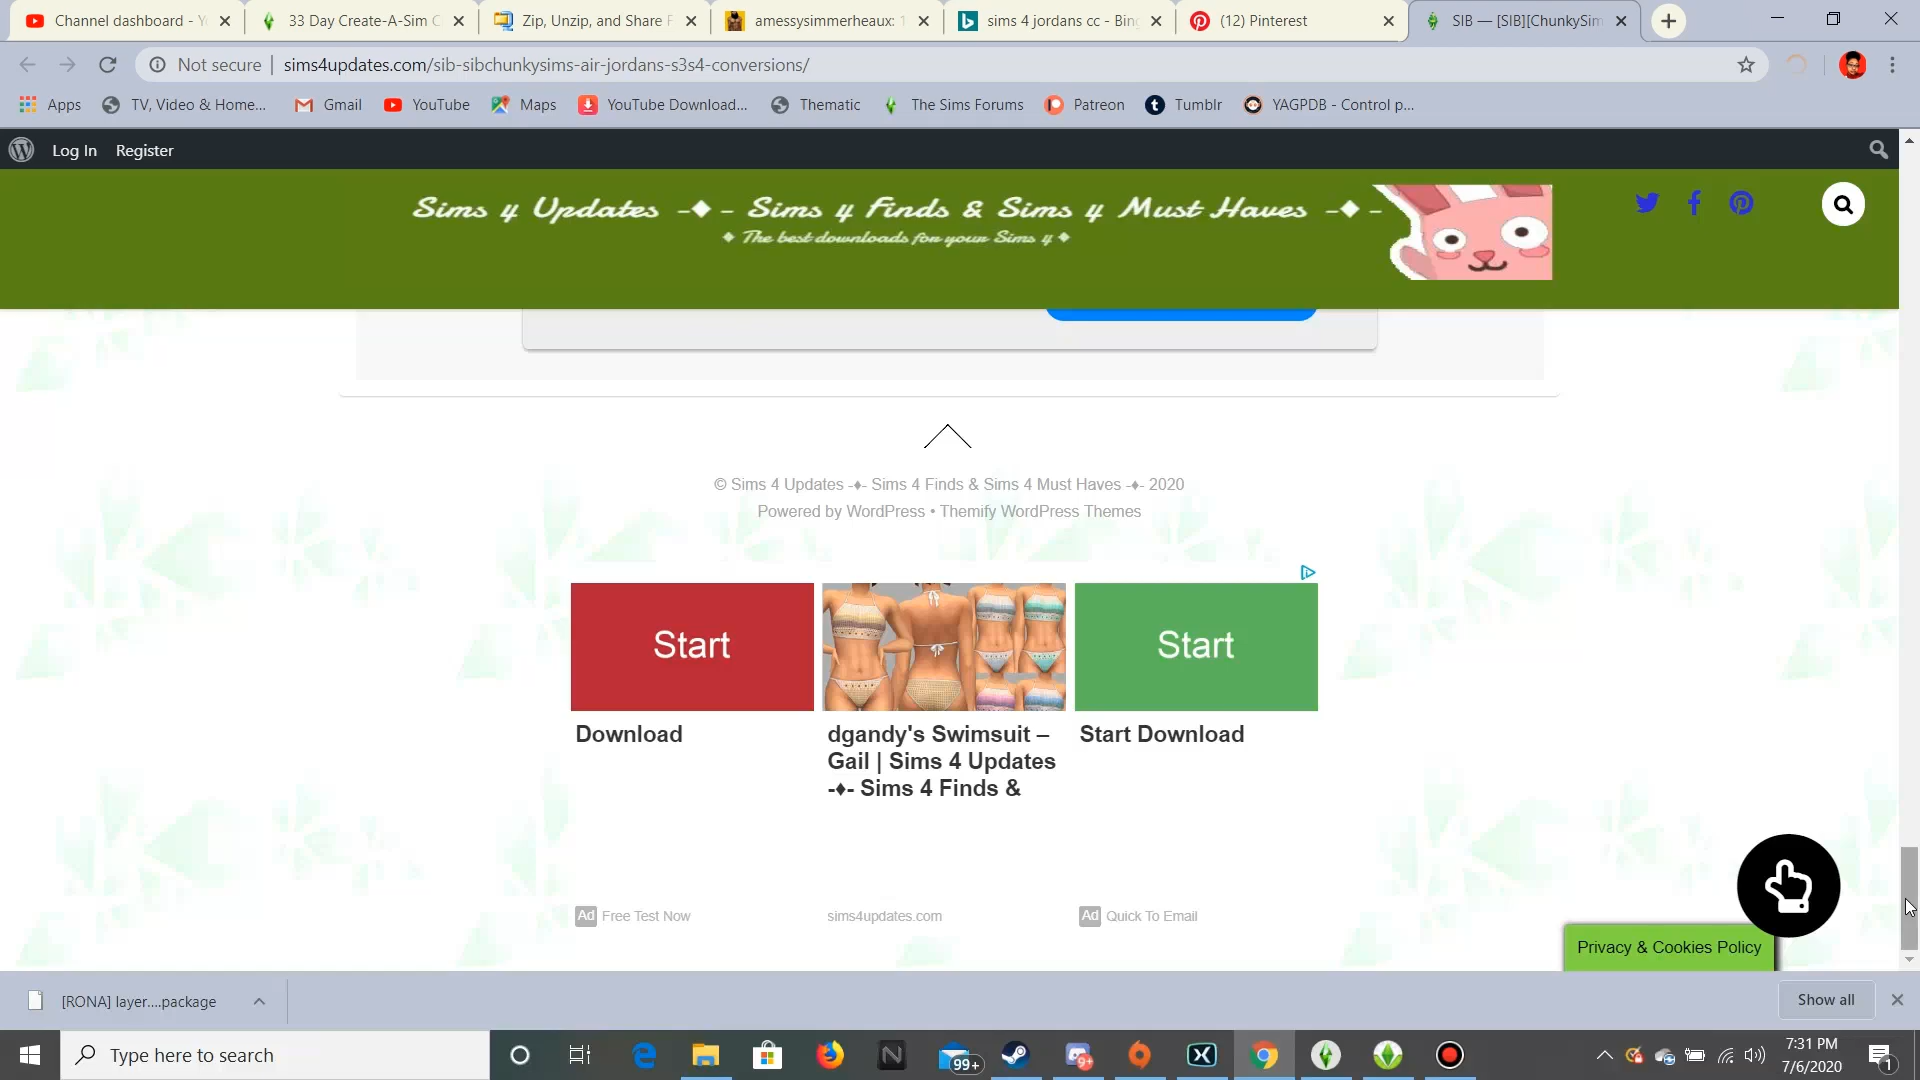 Channel dashboard - Y
33 Day Create-A-Sim C
Zip, Unzip, and Share F
amessysimmerheaux: 1
sims 4 jordans cc - Bing
(12) Pinterest
SIB — [SIB][ChunkySim
Not secure
sims4updates.com/sib-sibchunkysims-air-jordans-s3s4-conversions/
Apps
TV, Video & Home...
Gmail
YouTube
Maps
YouTube Download...
Thematic
The Sims Forums
Patreon
Tumblr
YAGPDB - Control p...
Log In
Register
Sims 4 Updates -♦- Sims 4 Finds & Sims 4 Must Haves -♦-
♦ The best downloads for your Sims 4 ♦
© Sims 4 Updates -♦- Sims 4 Finds & Sims 4 Must Haves -♦- 2020
Powered by WordPress • Themify WordPress Themes
Start
Start
Download
dgandy's Swimsuit –
Gail | Sims 4 Updates
-♦- Sims 4 Finds &
Start Download
Ad Free Test Now
sims4updates.com
Ad Quick To Email
Privacy & Cookies Policy
[RONA] layer....package
Show all
Type here to search
99+
9+
7:31 PM
7/6/2020
1